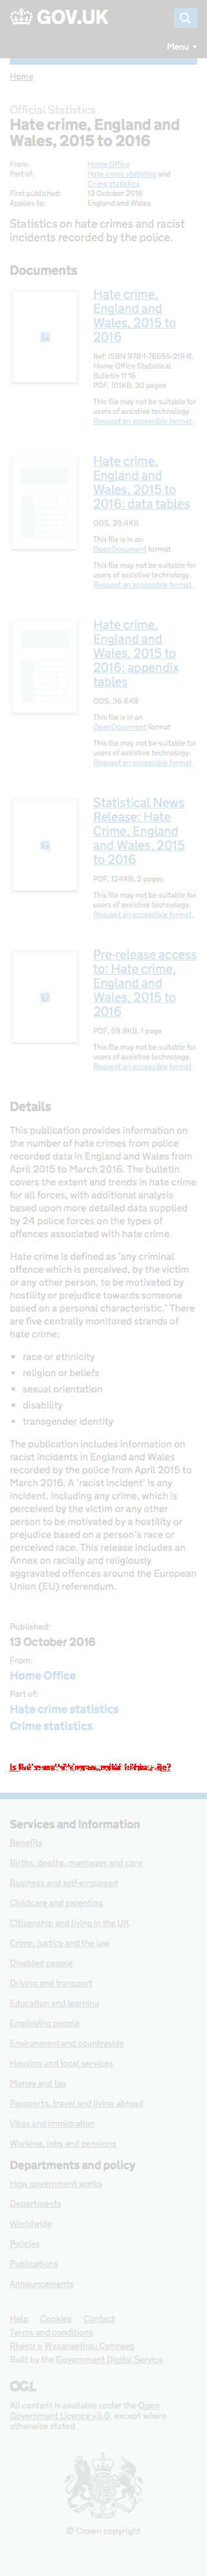 GOV.UK
Menu
Home
Official Statistics
Hate crime, England and
Wales, 2015 to 2016
From: Home Office
Part of: Hate crime statistics and
Crime statistics
First published: 13 October 2016
Applies to: England and Wales
Statistics on hate crimes and racist
incidents recorded by the police.
Documents
Hate crime,
England and
Wales, 2015 to
2016
Ref: ISBN 978-1-78655-219-8,
Home Office Statistical
Bulletin 11 16
PDF, 511KB, 30 pages
This file may not be suitable for
users of assistive technology.
Request an accessible format.
Hate crime,
England and
Wales, 2015 to
2016: data tables
ODS, 29.4KB
This file is in an
OpenDocument format
This file may not be suitable for
users of assistive technology.
Request an accessible format.
Hate crime,
England and
Wales, 2015 to
2016: appendix
tables
ODS, 36.6KB
This file is in an
OpenDocument format
This file may not be suitable for
users of assistive technology.
Request an accessible format.
Statistical News
Release: Hate
Crime, England
and Wales, 2015
to 2016
PDF, 124KB, 2 pages
This file may not be suitable for
users of assistive technology.
Request an accessible format.
Pre-release access
to: Hate crime,
England and
Wales, 2015 to
2016
PDF, 59.9KB, 1 page
This file may not be suitable for
users of assistive technology.
Request an accessible format.
Details
This publication provides information on
the number of hate crimes from police
recorded data in England and Wales from
April 2015 to March 2016. The bulletin
covers the extent and trends in hate crime
for all forces, with additional analysis
based upon more detailed data supplied
by 24 police forces on the types of
offences associated with hate crime.
Hate crime is defined as ‘any criminal
offence which is perceived, by the victim
or any other person, to be motivated by
hostility or prejudice towards someone
based on a personal characteristic.’ There
are five centrally monitored strands of
hate crime:
• race or ethnicity
• religion or beliefs
• sexual orientation
• disability
• transgender identity
The publication includes information on
racist incidents in England and Wales
recorded by the police from April 2015 to
March 2016. A ‘racist incident’ is any
incident, including any crime, which is
perceived by the victim or any other
person to be motivated by a hostility or
prejudice based on a person’s race or
perceived race. This release includes an
Annex on racially and religiously
aggravated offences around the European
Union (EU) referendum.
Published:
13 October 2016
From:
Home Office
Part of:
Hate crime statistics
Crime statistics
Services and information
Benefits
Births, deaths, marriages and care
Business and self-employed
Childcare and parenting
Citizenship and living in the UK
Crime, justice and the law
Disabled people
Driving and transport
Education and learning
Employing people
Environment and countryside
Housing and local services
Money and tax
Passports, travel and living abroad
Visas and immigration
Working, jobs and pensions
Departments and policy
How government works
Departments
Worldwide
Policies
Publications
Announcements
Help Cookies Contact
Terms and conditions
Rhestr o Wasanaethau Cymraeg
Built by the Government Digital Service
OGL
All content is available under the Open
Government Licence v3.0, except where
otherwise stated
© Crown copyright